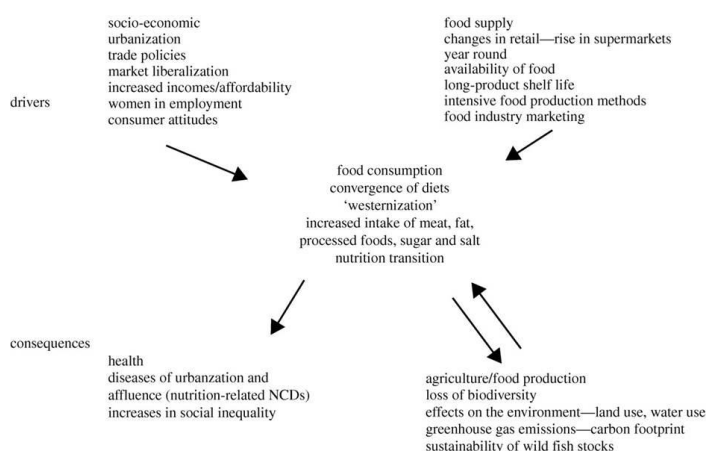 socio-economic
urbanization
trade policies
market liberalization
increased incomes/affordability
women in employment
consumer attitudes
food supply
changes in retail—rise in supermarkets
year round
availability of food
long-product shelf life
intensive food production methods
food industry marketing
drivers
food consumption
convergence of diets
‘westernization’
increased intake of meat, fat,
processed foods, sugar and salt
nutrition transition
consequences
health
diseases of urbanzation and
affluence (nutrition-related NCDs)
increases in social inequality
agriculture/food production
loss of biodiversity
effects on the environment—land use, water use
greenhouse gas emissions—carbon footprint
sustainability of wild fish stocks